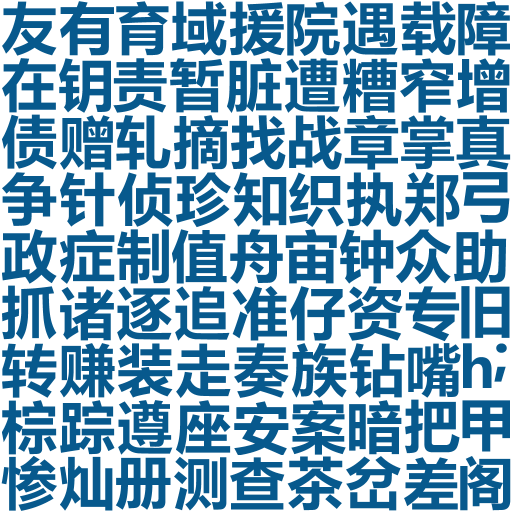 友有育域援院遇载障
在钥责暂脏遭糟窄增
债赠轧摘找战章掌真
争针侦珍知织执郑弓
政症制值舟宙钟众助
抓诸逐追准仔资专旧
转赚装走奏族钻嘴h;
棕踪遵座安案暗把甲
惨灿册测查茶岔差阁